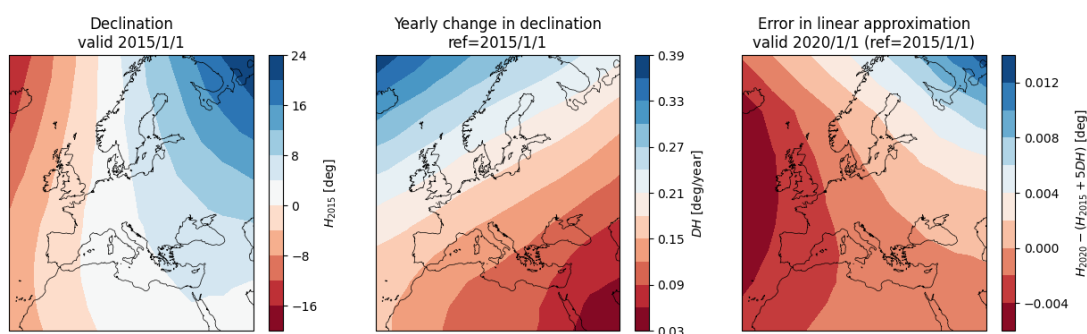 Declination
valid 2015/1/1
24
16
8
0
−8
−16
H2015 [deg]
Yearly change in declination
ref=2015/1/1
0.39
0.33
0.27
0.21
0.15
0.09
0.03
DH [deg/year]
Error in linear approximation
valid 2020/1/1 (ref=2015/1/1)
0.012
0.008
0.004
0.000
−0.004
H2020 − (H2015 + 5DH) [deg]